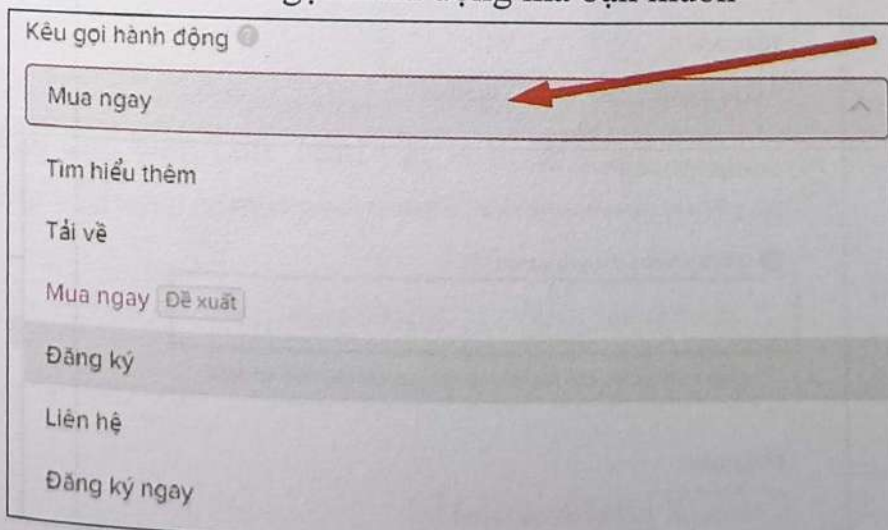 Kêu gọi hành động
Mua ngay
Tìm hiểu thêm
Tải về
Mua ngay Đề xuất
Đăng ký
Liên hệ
Đăng ký ngay